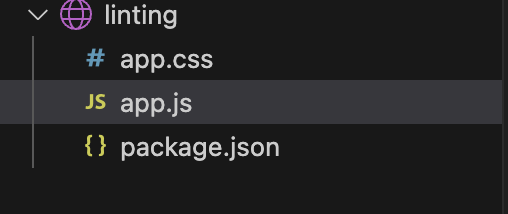 linting
# app.css
JS app.js
{} package.json